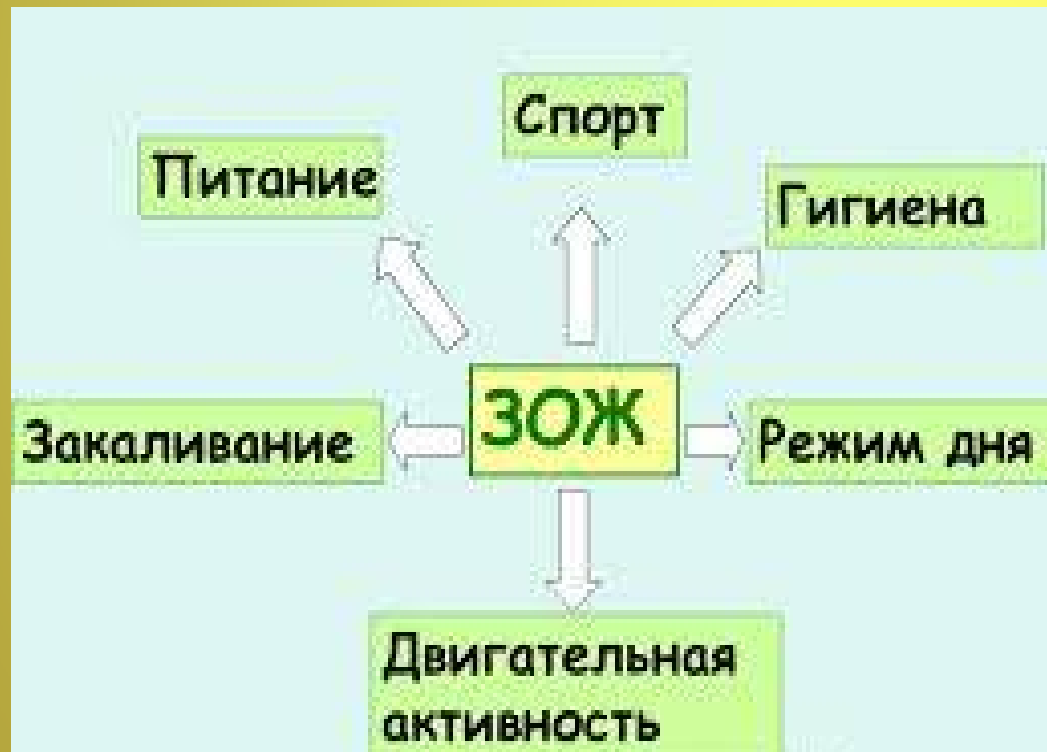 Спорт
Питание
Гигиена
ЗОЖ
Закаливание
Режим дня
Двигательная
активность